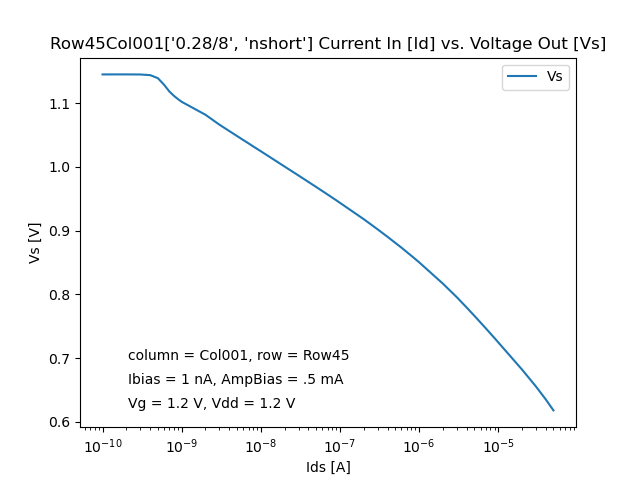 Row45Col001['0.28/8', 'nshort'] Current In [Id] vs. Voltage Out [Vs]
Vs
1.1
1.0
0.9
0.8
0.7
0.6
Vs [V]
column = Col001, row = Row45
Ibias = 1 nA, AmpBias = .5 mA
Vg = 1.2 V, Vdd = 1.2 V
10⁻¹⁰ 10⁻⁹ 10⁻⁸ 10⁻⁷ 10⁻⁶ 10⁻⁵
Ids [A]